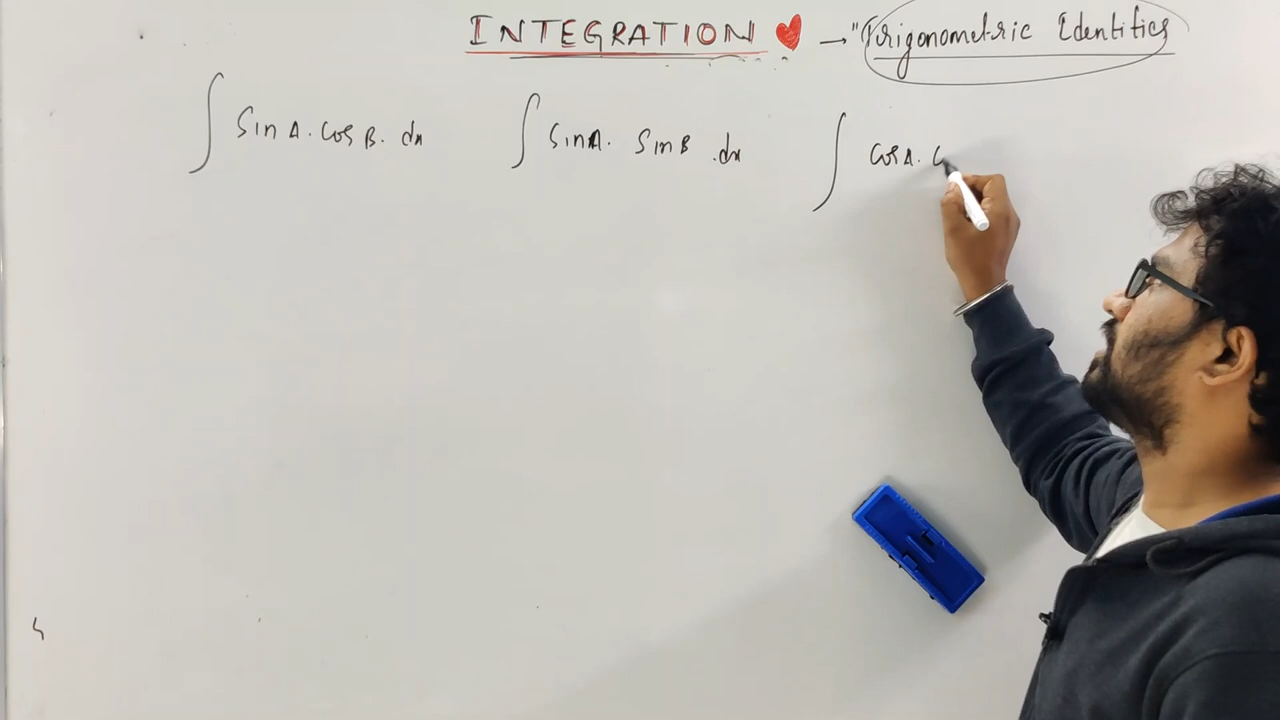 INTEGRATION ❤ → "Trigonometric Identities
∫ Sin A. Cos B. dx   ∫ Sin A. Sin B .dx   ∫ Cos A. C